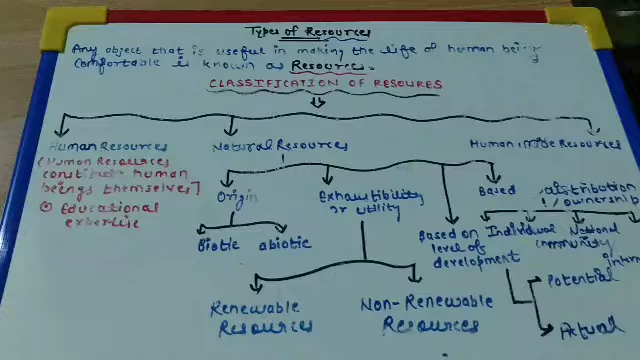 Types of Resources
Any object that is useful in making the life of human being
comfortable is known as Resources.
CLASSIFICATION OF RESOURES
Human Resources
(Human Resources
constitut human
beings themselves]
Educational
expertise
Natural Resources
Origin
Biotic abiotic
Exhaustibility
or utility
Renewable
Resources
Non-Renewable
Resources
Based on
level of
development
Potential
Actual
Human made Resources
Based distribution
/ ownership
Individual
community
National